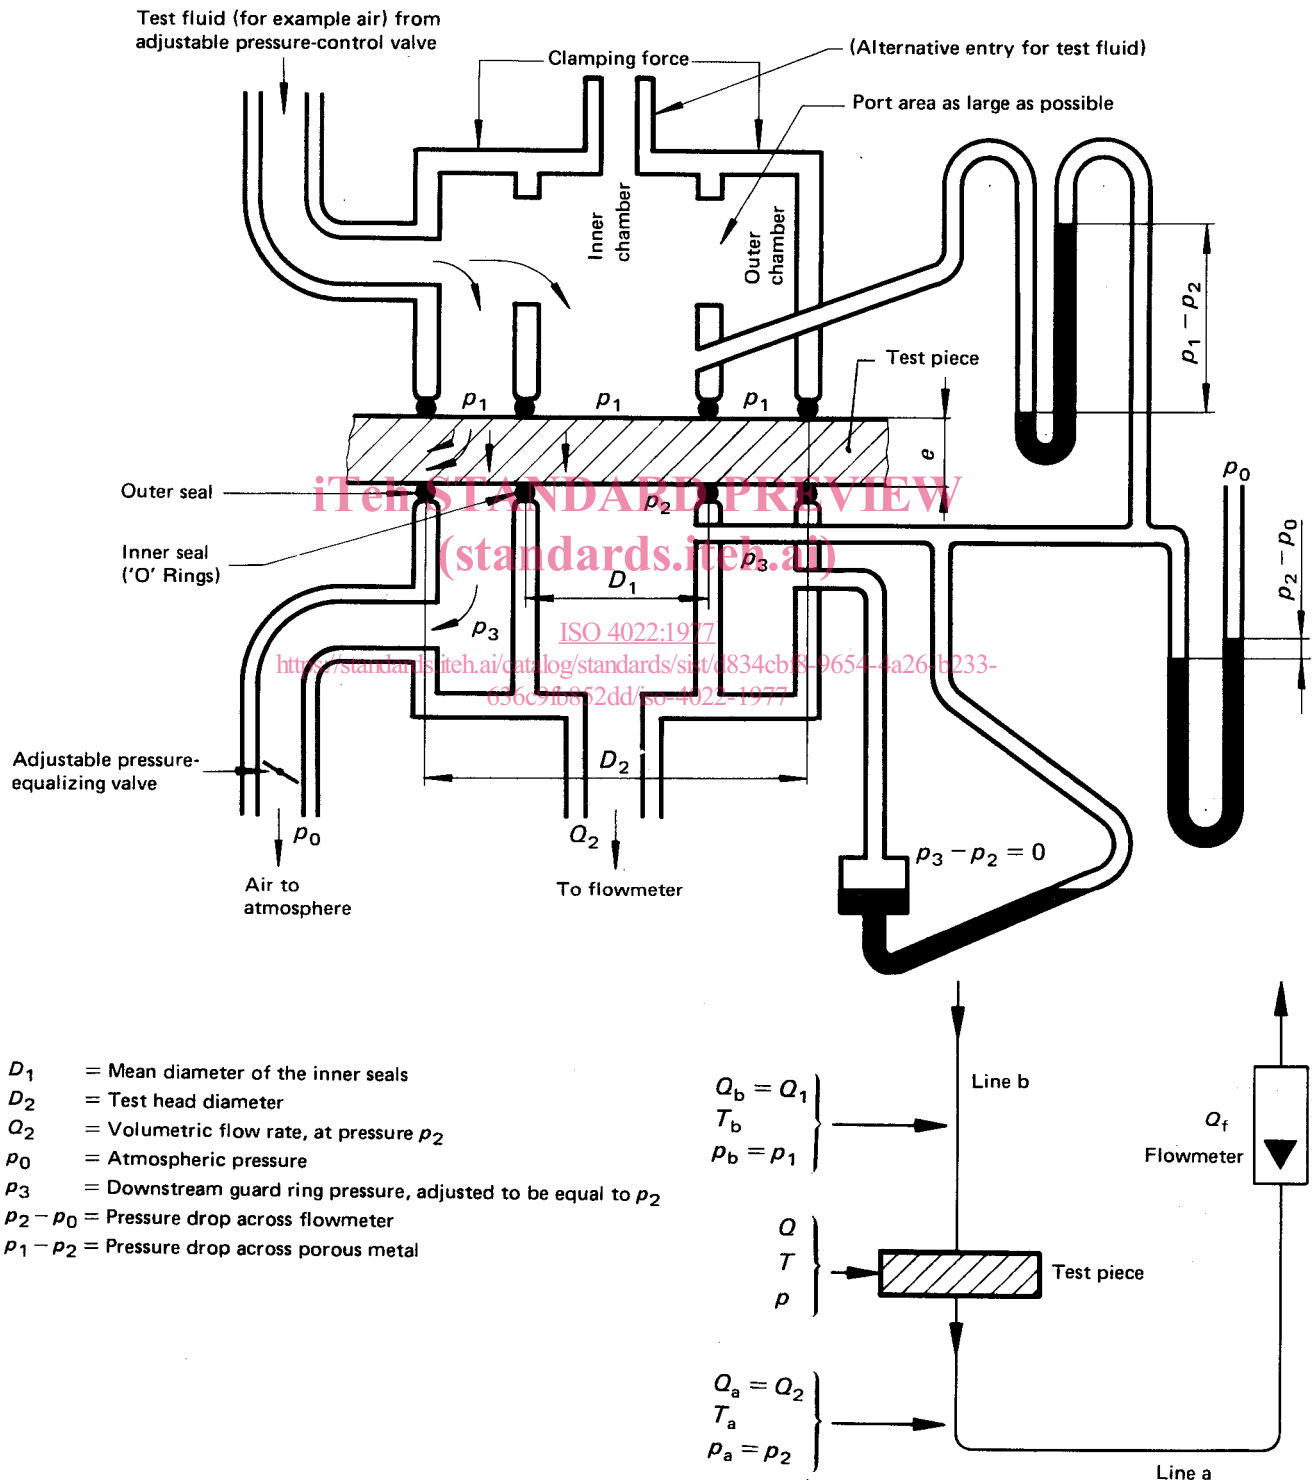 Test fluid (for example air) from
adjustable pressure-control valve
Clamping force
(Alternative entry for test fluid)
Port area as large as possible
Inner
chamber
Outer
chamber
p1 − p2
Test piece
p1
p1
p1
e
p0
Outer seal
iTeh STANDARD PREVIEW
p2
Inner seal
('O' Rings)
(standards.iteh.ai)
p3
p2 − p0
D1
p3
ISO 4022:1977
https://standards.iteh.ai/catalog/standards/sist/d834cbf8-9654-4a26-b233-
636c9fb852dd/iso-4022-1977
Adjustable pressure-
equalizing valve
D2
p0
Q2
p3 − p2 = 0
Air to
atmosphere
To flowmeter
D1 = Mean diameter of the inner seals
D2 = Test head diameter
Q2 = Volumetric flow rate, at pressure p2
p0 = Atmospheric pressure
p3 = Downstream guard ring pressure, adjusted to be equal to p2
p2 − p0 = Pressure drop across flowmeter
p1 − p2 = Pressure drop across porous metal
Line b
Qb = Q1
Tb
pb = p1
Qf
Flowmeter
Q
T
p
Test piece
Qa = Q2
Ta
pa = p2
Line a